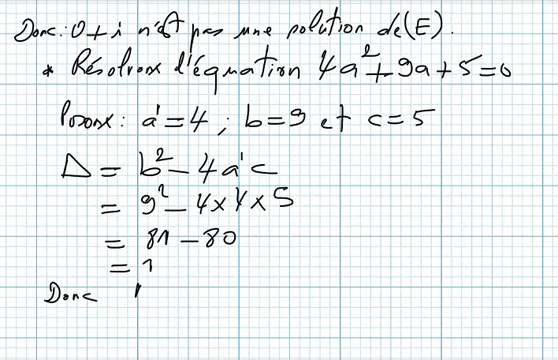 Donc: 0 + i n'est pas une solution de (E).
* Résolvons l'équation 4a² + 9a + 5 = 0
Posons: a' = 4 ; b = 9 et c = 5
Δ = b² - 4a'c
= 9² - 4 × 4 × 5
= 81 - 80
= 1
Donc